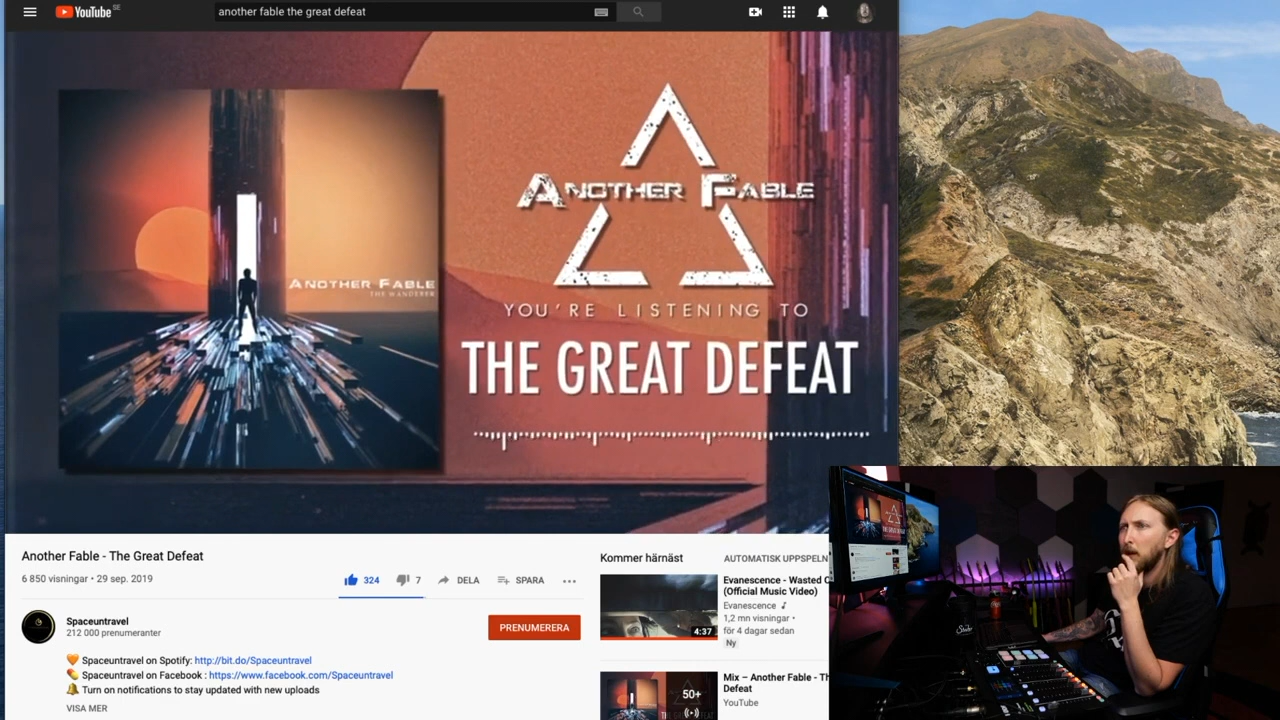 YouTube SE
another fable the great defeat
ANOTHER FABLE
THE WANDERER
ANOTHER FABLE
YOU'RE LISTENING TO
THE GREAT DEFEAT
Another Fable - The Great Defeat
6 850 visningar • 29 sep. 2019
324
7
DELA
SPARA
Spaceuntravel
212 000 prenumeranter
PRENUMERERA
🧡 Spaceuntravel on Spotify: http://bit.do/Spaceuntravel
💊 Spaceuntravel on Facebook : https://www.facebook.com/Spaceuntravel
🔔 Turn on notifications to stay updated with new uploads
VISA MER
Kommer härnäst
AUTOMATISK UPPSPELN
4:37
Evanescence - Wasted O
(Official Music Video)
Evanescence
1,2 mn visningar •
för 4 dagar sedan
Ny
50+
Mix – Another Fable - Th
Defeat
YouTube